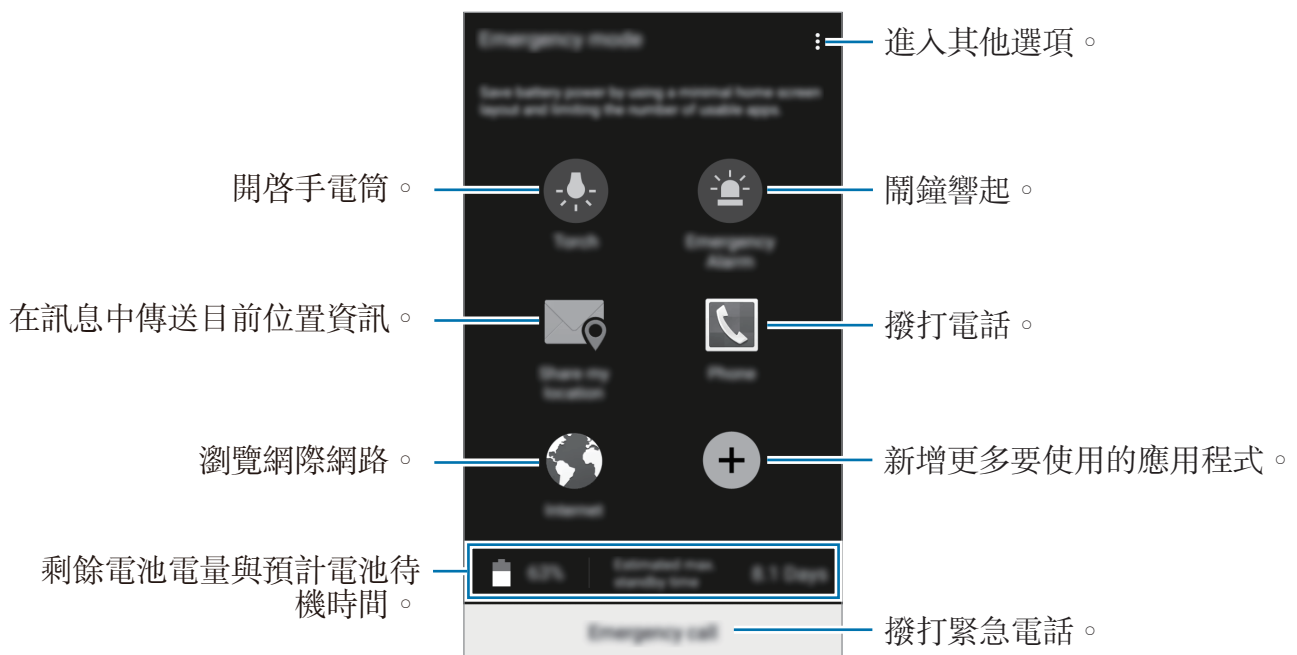 Emergency mode
進入其他選項。
Save battery power by using a minimal home screen
layout and limiting the number of usable apps.
開啓手電筒。
鬧鐘響起。
Torch
Emergency
Alarm
在訊息中傳送目前位置資訊。
撥打電話。
Share my
location
Phone
瀏覽網際網路。
新增更多要使用的應用程式。
Internet
剩餘電池電量與預計電池待
機時間。
63%
Estimated max.
standby time
8.1 Days
Emergency call
撥打緊急電話。